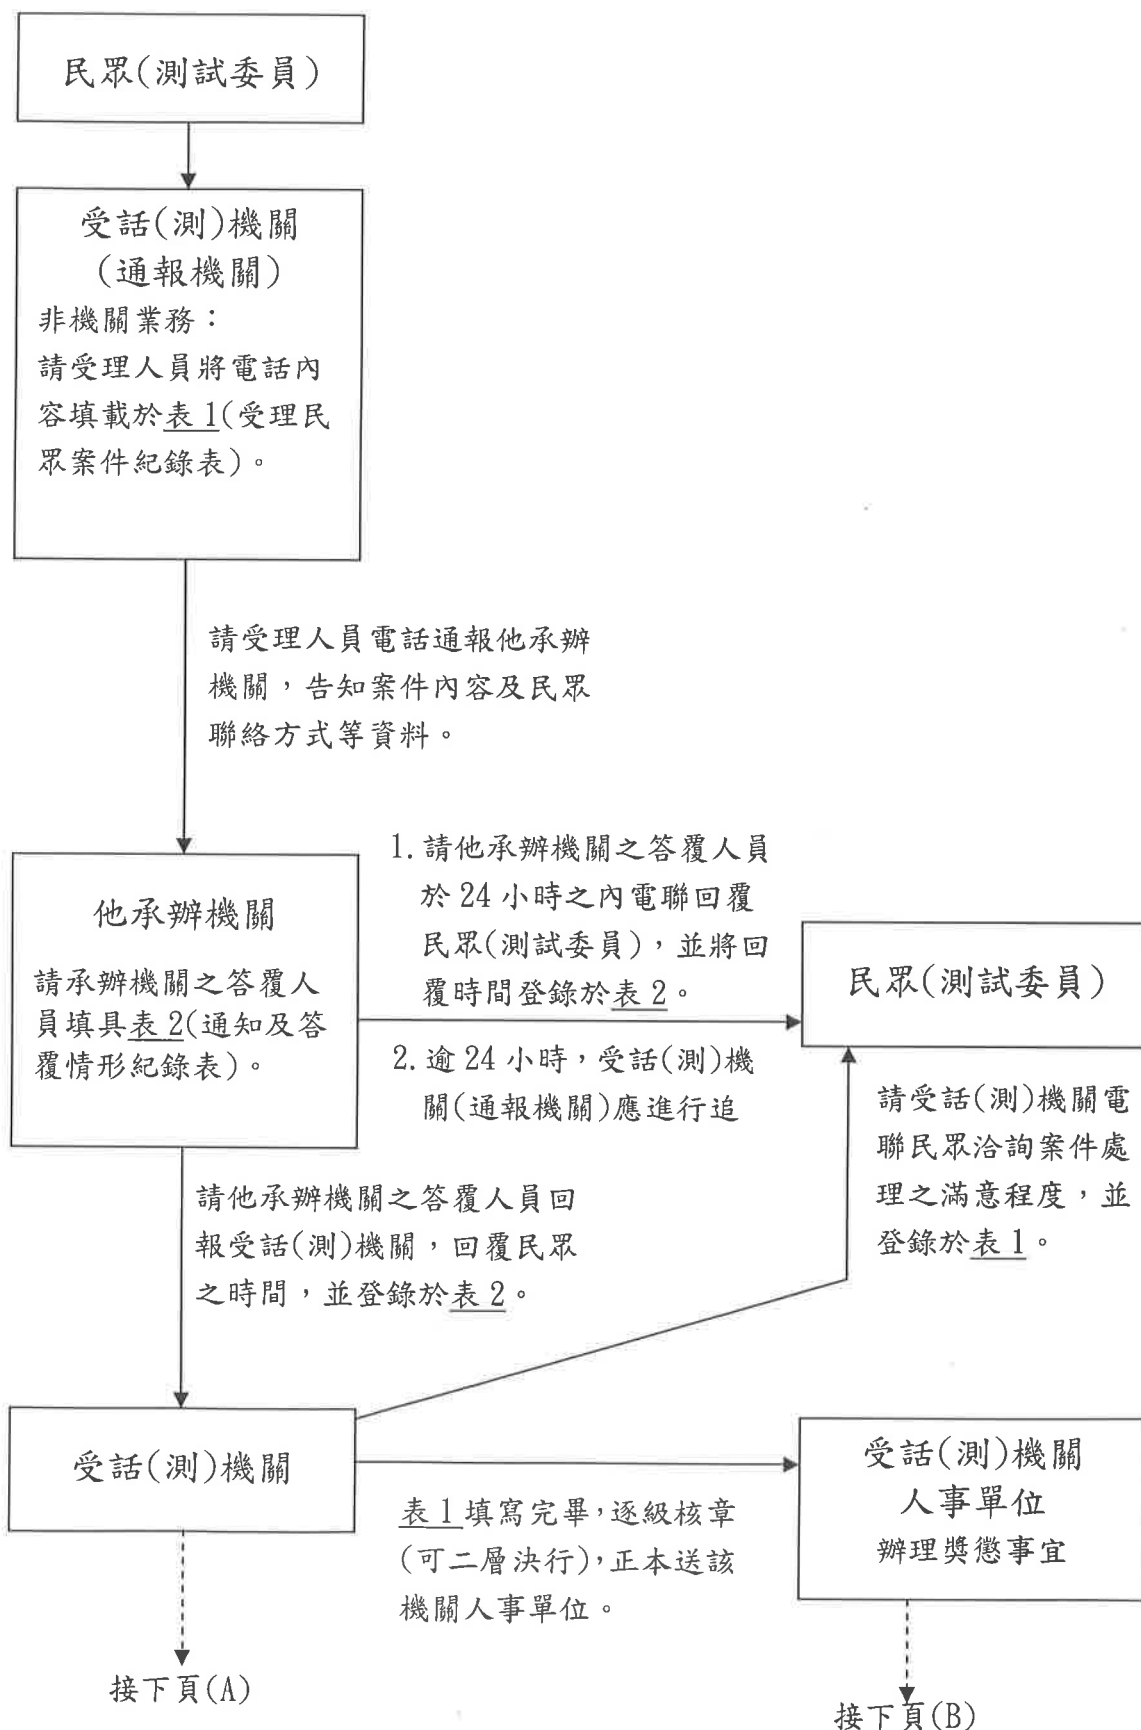 民眾(測試委員)
受話(測)機關
(通報機關)
非機關業務：
請受理人員將電話內
容填載於表 1(受理民
眾案件紀錄表)。
請受理人員電話通報他承辦
機關，告知案件內容及民眾
聯絡方式等資料。
他承辦機關
請承辦機關之答覆人
員填具表 2(通知及答
覆情形紀錄表)。
1. 請他承辦機關之答覆人員
於 24 小時之內電聯回覆
民眾(測試委員)，並將回
覆時間登錄於表 2。
2. 逾 24 小時，受話(測)機
關(通報機關)應進行追
民眾(測試委員)
請受話(測)機關電
聯民眾洽詢案件處
理之滿意程度，並
登錄於表 1。
請他承辦機關之答覆人員回
報受話(測)機關，回覆民眾
之時間，並登錄於表 2。
受話(測)機關
表 1 填寫完畢，逐級核章
(可二層決行)，正本送該
機關人事單位。
受話(測)機關
人事單位
辦理獎懲事宜
接下頁(A)
接下頁(B)